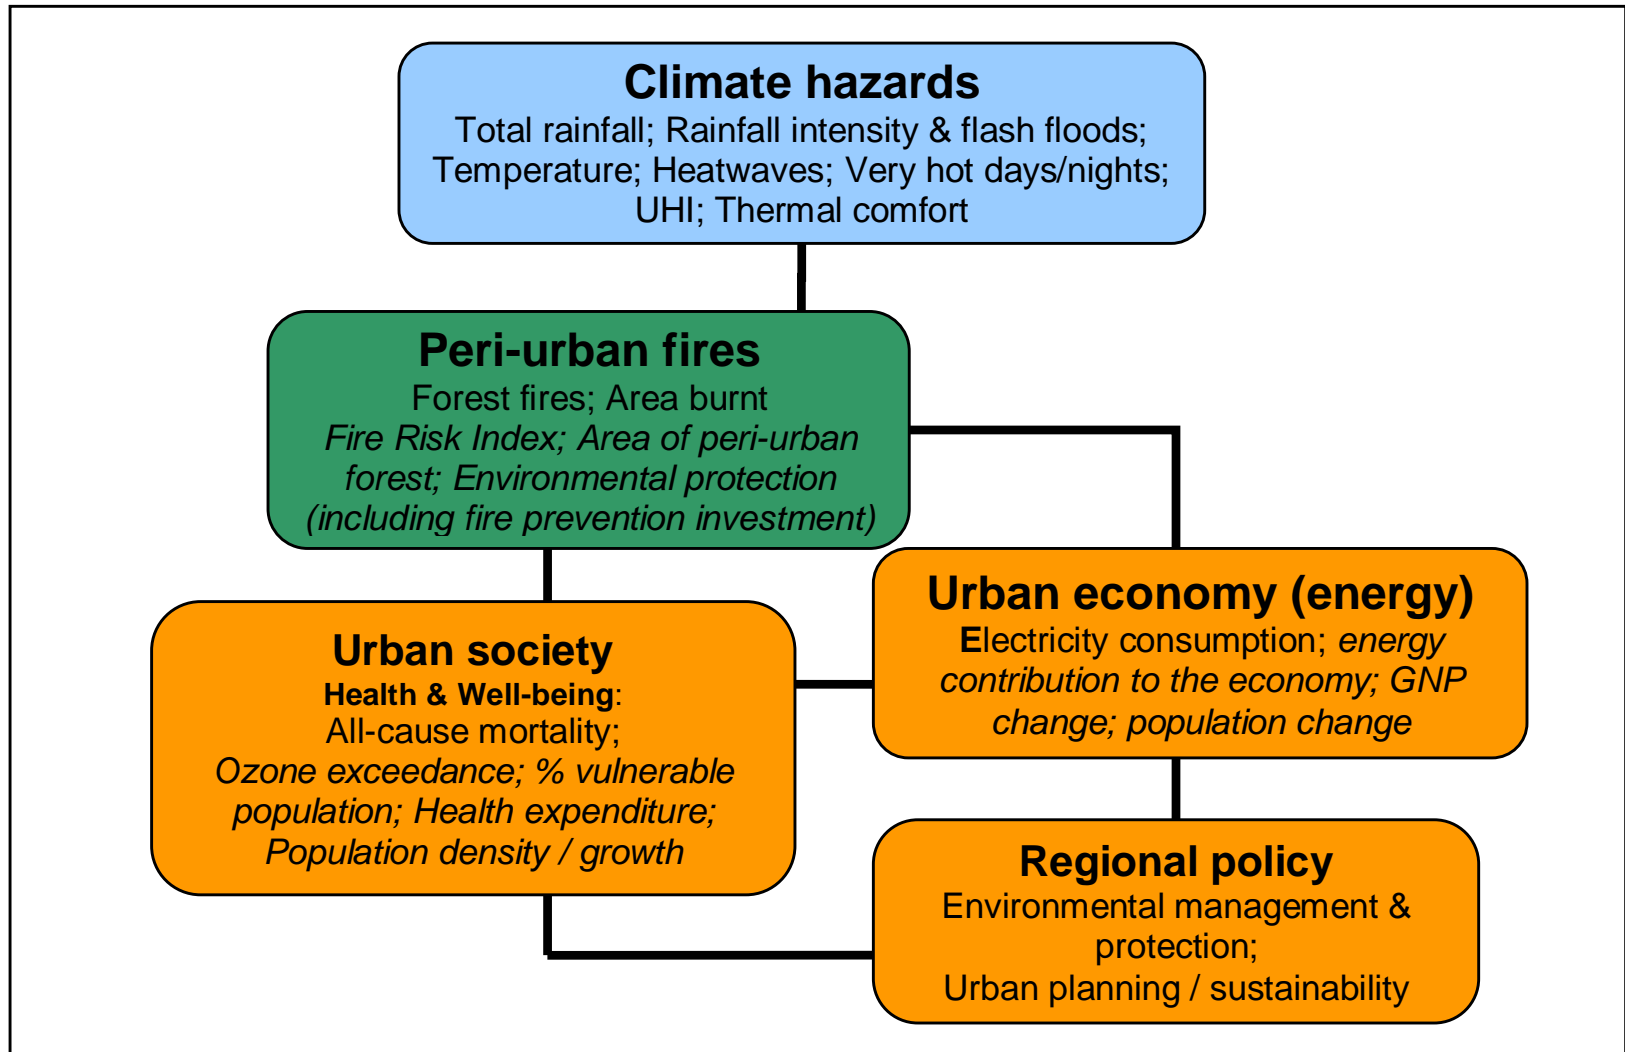 Climate hazards
Total rainfall; Rainfall intensity & flash floods;
Temperature; Heatwaves; Very hot days/nights;
UHI; Thermal comfort
Peri-urban fires
Forest fires; Area burnt
Fire Risk Index; Area of peri-urban
forest; Environmental protection
(including fire prevention investment)
Urban economy (energy)
Electricity consumption; energy
contribution to the economy; GNP
change; population change
Urban society
Health & Well-being:
All-cause mortality;
Ozone exceedance; % vulnerable
population; Health expenditure;
Population density / growth
Regional policy
Environmental management &
protection;
Urban planning / sustainability